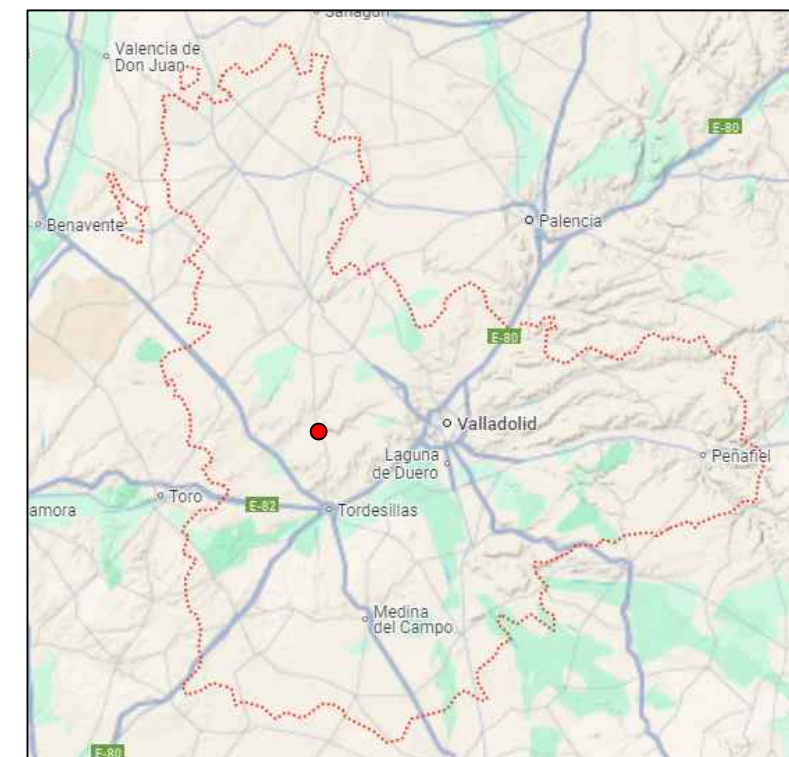 Sahagún
Valencia de
Don Juan
E-80
Benavente
Palencia
E-80
Valladolid
Laguna
de Duero
Peñafiel
Toro
E-82
amora
Tordesillas
Medina
del Campo
E-80